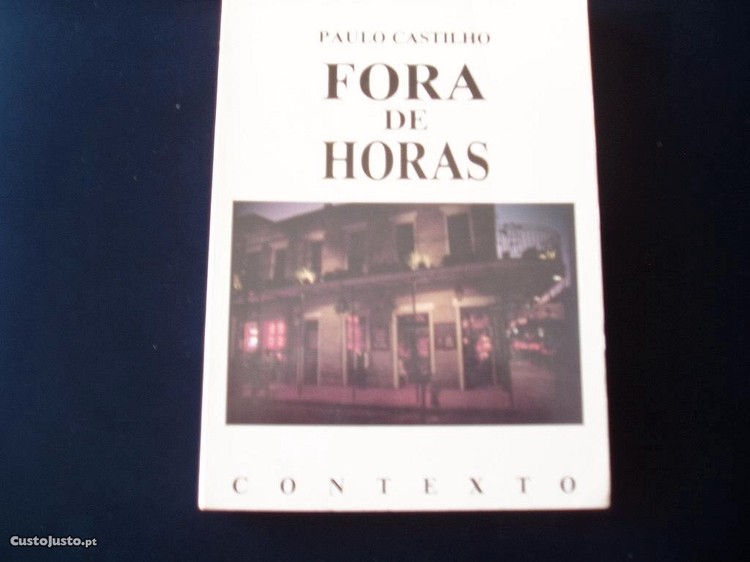 PAULO CASTILHO
FORA
DE
HORAS
CONTEXTO
CustoJusto.pt